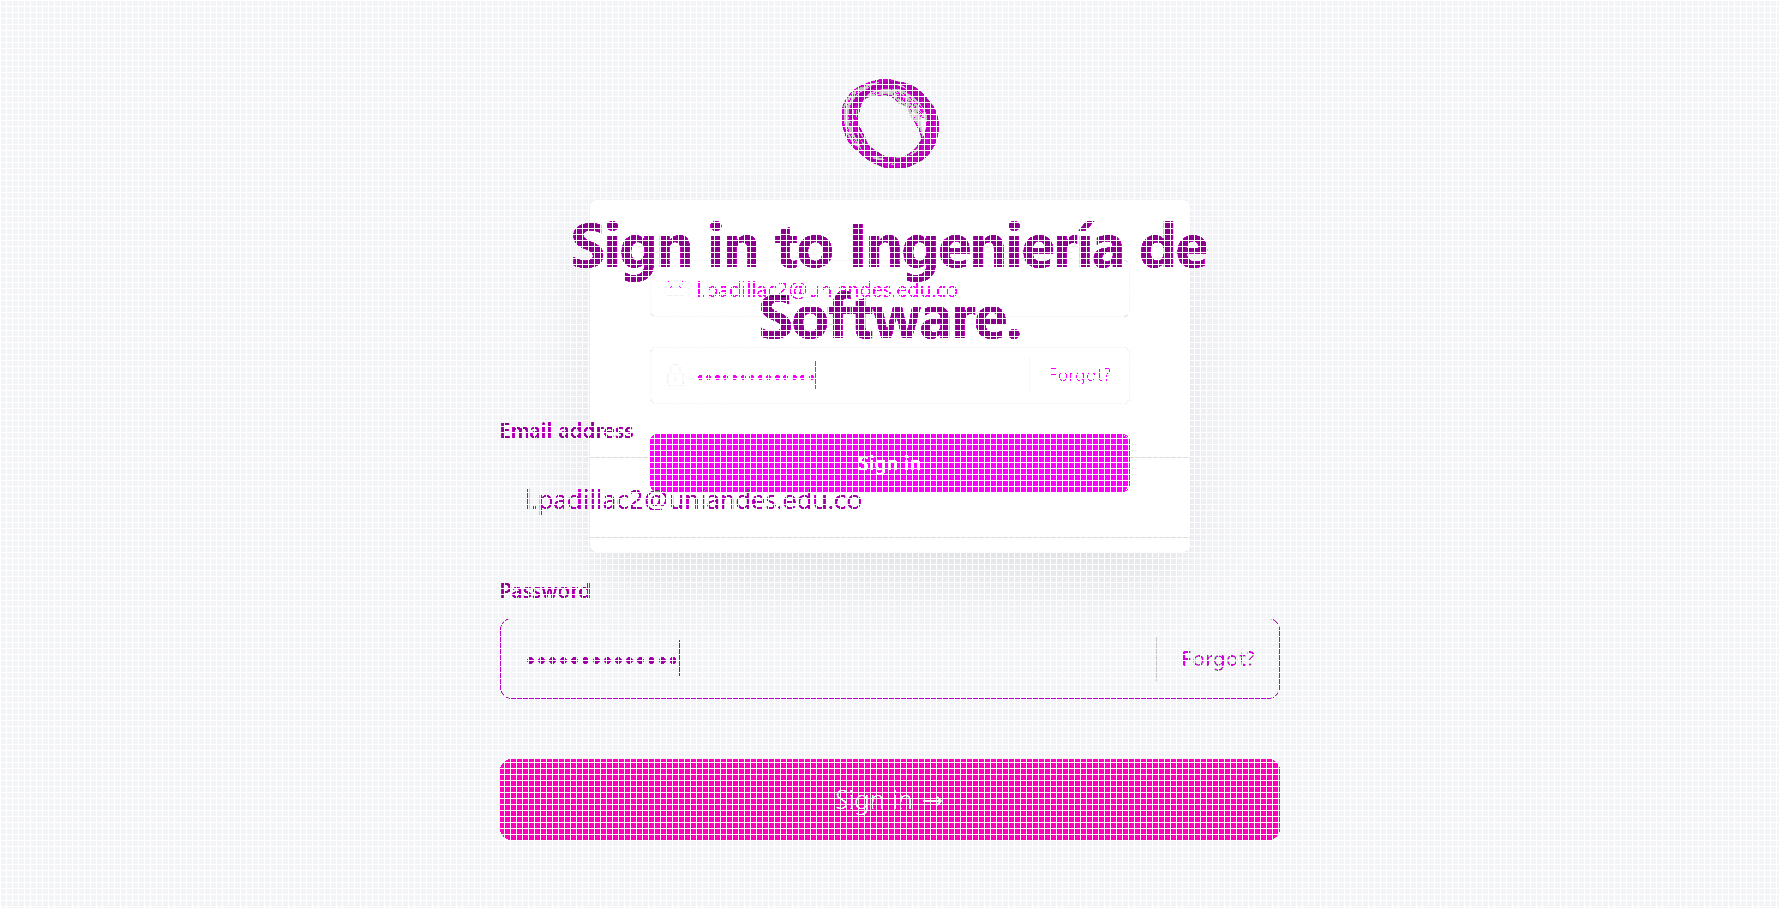 Sign in to Ingeniería de
l.padillac2@uniandes.edu.co
Software.
•••••••••••••• Forgot?
Email address
Sign in
l.padillac2@uniandes.edu.co
Password
•••••••••••••• Forgot?
Sign in →